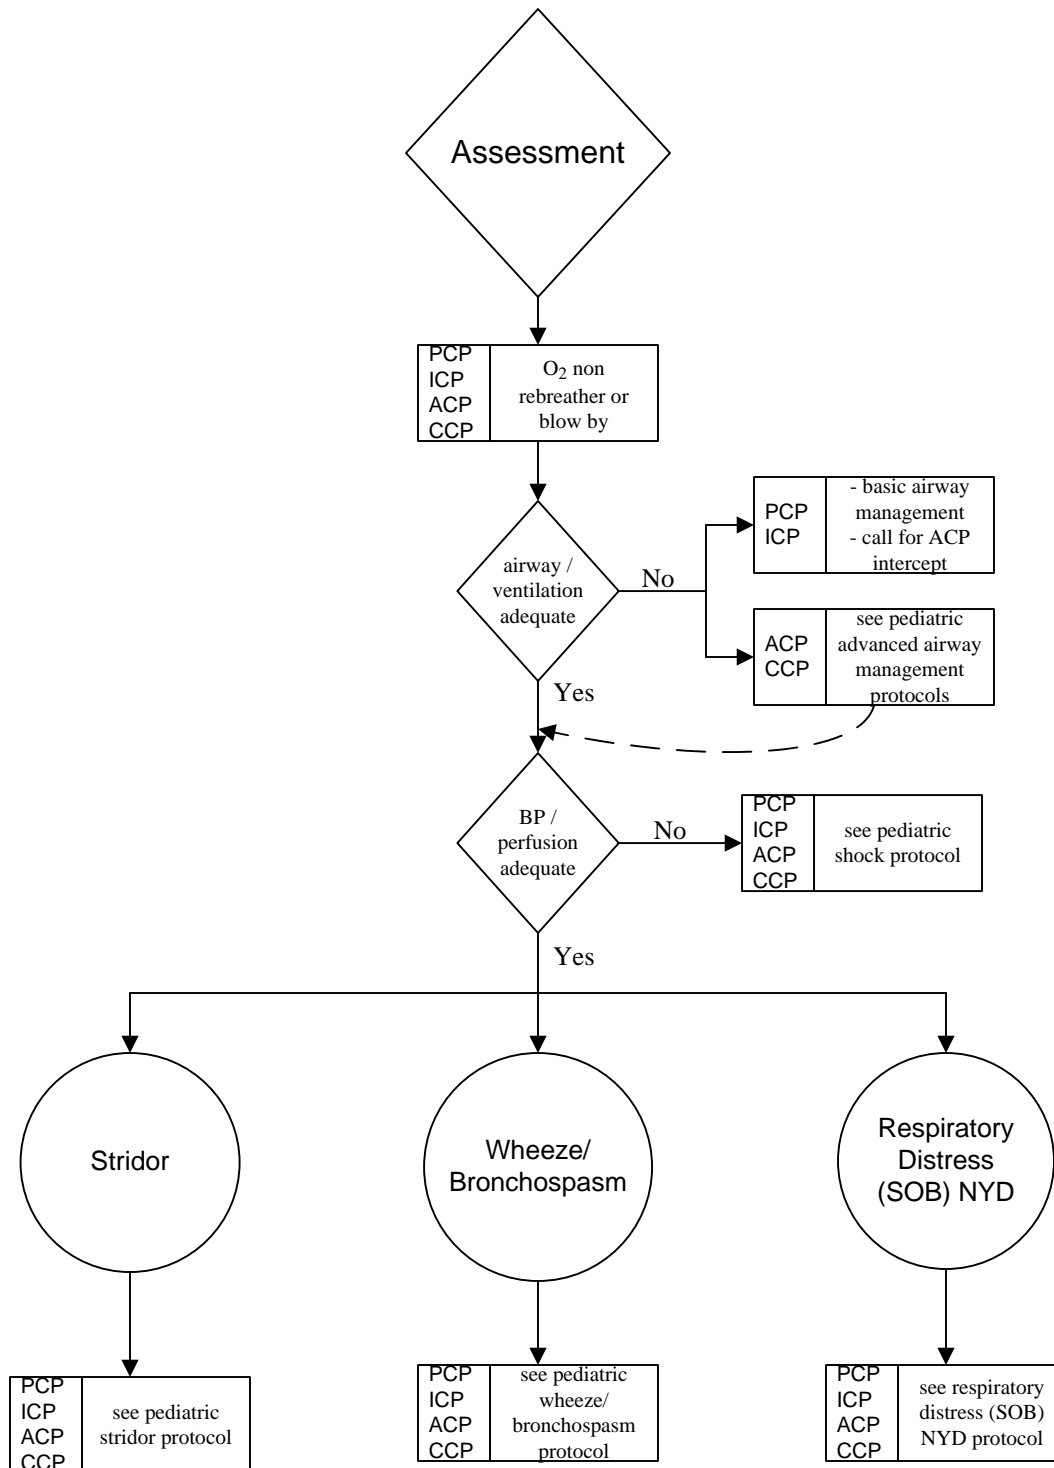 Assessment
PCP
ICP
ACP
CCP
O2 non
rebreather or
blow by
airway /
ventilation
adequate
No
PCP
ICP
- basic airway
management
- call for ACP
intercept
ACP
CCP
see pediatric
advanced airway
management
protocols
Yes
BP /
perfusion
adequate
No
PCP
ICP
ACP
CCP
see pediatric
shock protocol
Yes
Stridor
Wheeze/
Bronchospasm
Respiratory
Distress
(SOB) NYD
PCP
ICP
ACP
CCP
see pediatric
stridor protocol
PCP
ICP
ACP
CCP
see pediatric
wheeze/
bronchospasm
protocol
PCP
ICP
ACP
CCP
see respiratory
distress (SOB)
NYD protocol